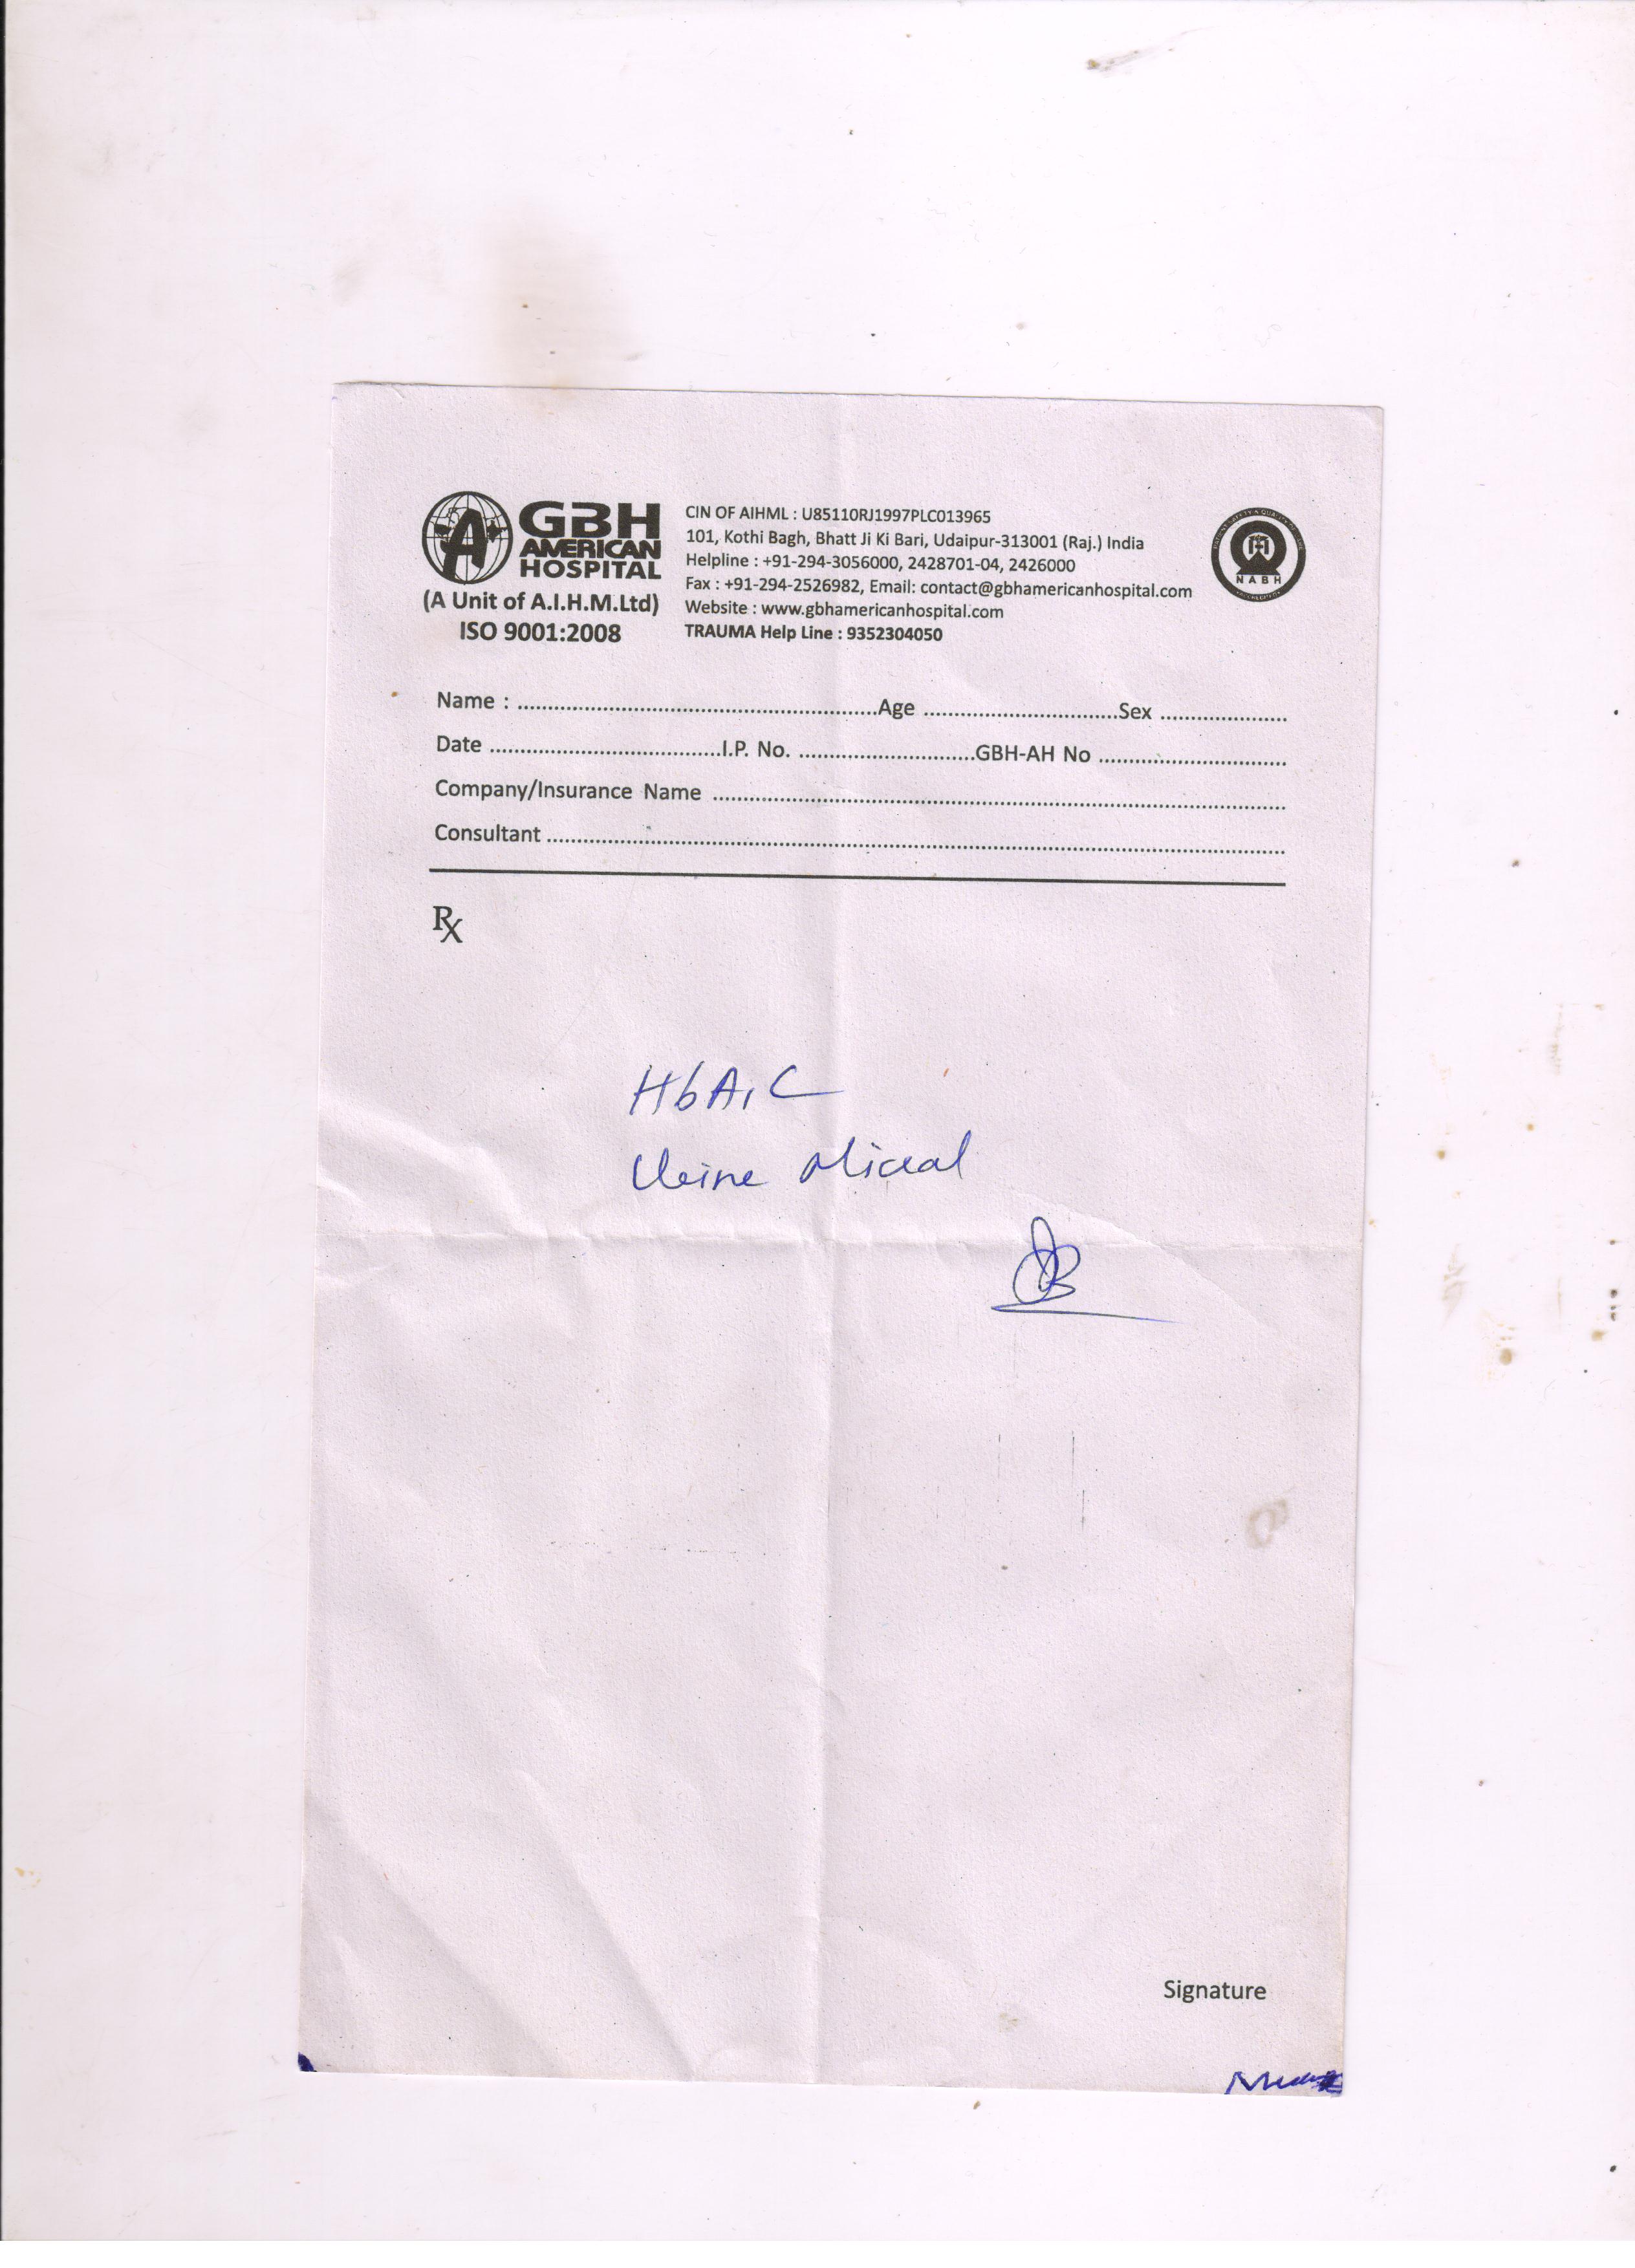 GBH
AMERICAN
HOSPITAL
(A Unit of A.I.H.M.Ltd)
ISO 9001:2008
CIN OF AIHML : U85110RJ1997PLC013965
101, Kothi Bagh, Bhatt Ji Ki Bari, Udaipur-313001 (Raj.) India
Helpline : +91-294-3056000, 2428701-04, 2426000
Fax : +91-294-2526982, Email: contact@gbhamericanhospital.com
Website : www.gbhamericanhospital.com
TRAUMA Help Line : 9352304050
NABH
Name : ............................................................Age .................................Sex .....................
Date .......................................I.P. No. ..............................GBH-AH No ................................
Company/Insurance Name .................................................................................................
Consultant .............................................................................................................................
Rx
HbA1C
Urine
Signature